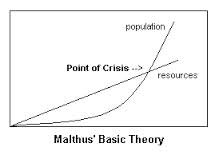 population
Point of Crisis -->
resources
Malthus' Basic Theory